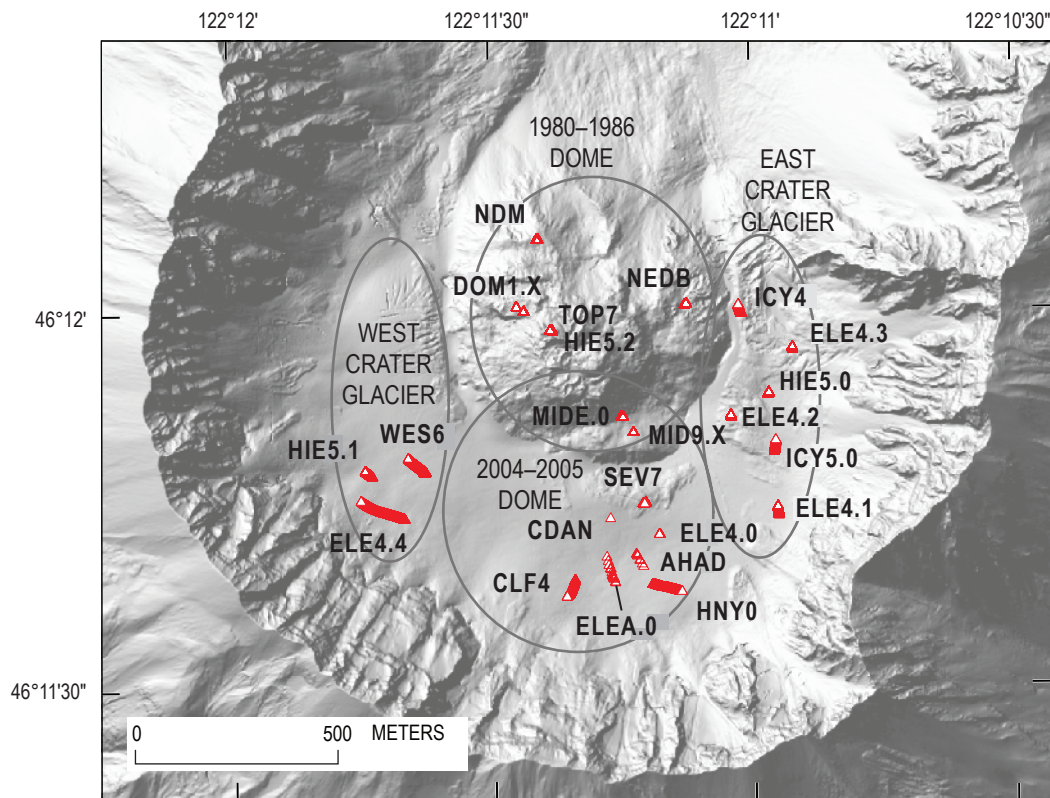 122°12'
122°11'30"
122°11'
122°10'30"
1980–1986
DOME
EAST
CRATER
GLACIER
NDM
NEDB
DOM1.X
ICY4
46°12'
TOP7
HIE5.2
ELE4.3
WEST
CRATER
GLACIER
HIE5.0
MIDE.0
ELE4.2
MID9.X
WES6
HIE5.1
ICY5.0
2004–2005
DOME
SEV7
ELE4.1
CDAN
ELE4.0
ELE4.4
AHAD
CLF4
HNY0
ELEA.0
46°11'30"
0
500
METERS